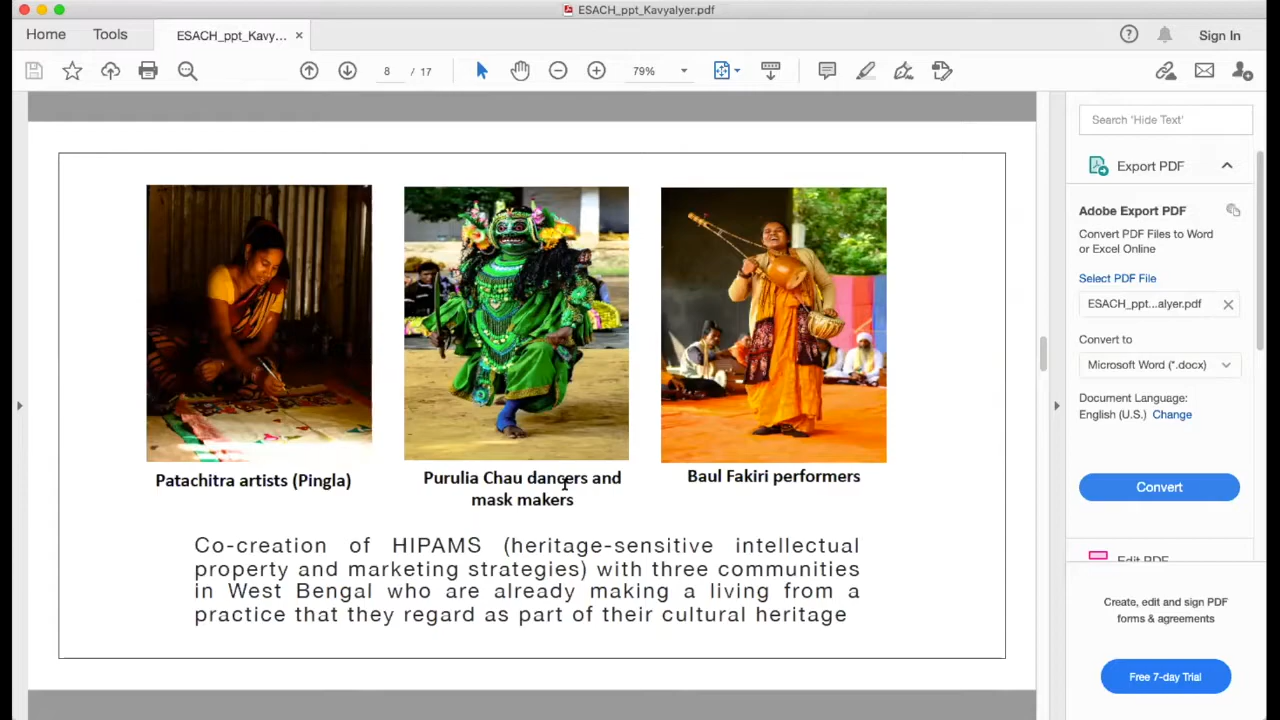 ESACH_ppt_Kavyalyer.pdf
Home
Tools
ESACH_ppt_Kavy... ×
Sign In
8 / 17
79%
Search 'Hide Text'
Export PDF
Adobe Export PDF
Convert PDF Files to Word
or Excel Online
Select PDF File
ESACH_ppt...alyer.pdf
Convert to
Microsoft Word (*.docx)
Document Language:
English (U.S.) Change
Convert
Edit PDF
Create, edit and sign PDF
forms & agreements
Free 7-day Trial
Patachitra artists (Pingla)
Purulia Chau dancers and
mask makers
Baul Fakiri performers
Co-creation of HIPAMS (heritage-sensitive intellectual
property and marketing strategies) with three communities
in West Bengal who are already making a living from a
practice that they regard as part of their cultural heritage